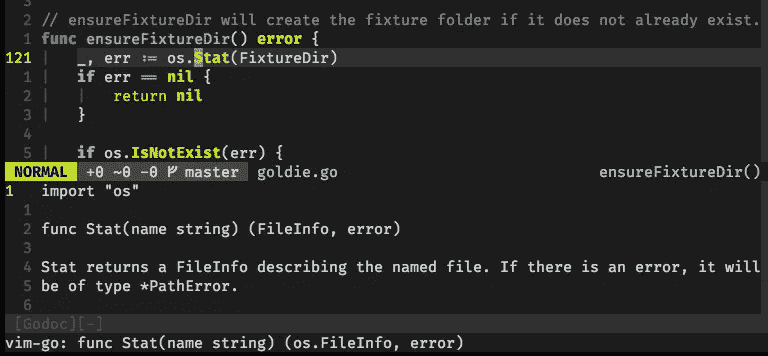 3
2 // ensureFixtureDir will create the fixture folder if it does not already exist.
1 func ensureFixtureDir() error {
121 _, err := os.Stat(FixtureDir)
1 if err == nil {
2 return nil
3 }
4
5 if os.IsNotExist(err) {
NORMAL +0 ~0 -0 master goldie.go ensureFixtureDir()
1 import "os"
1
2 func Stat(name string) (FileInfo, error)
3
4 Stat returns a FileInfo describing the named file. If there is an error, it will
5 be of type *PathError.
6
[Godoc][-]
vim-go: func Stat(name string) (os.FileInfo, error)